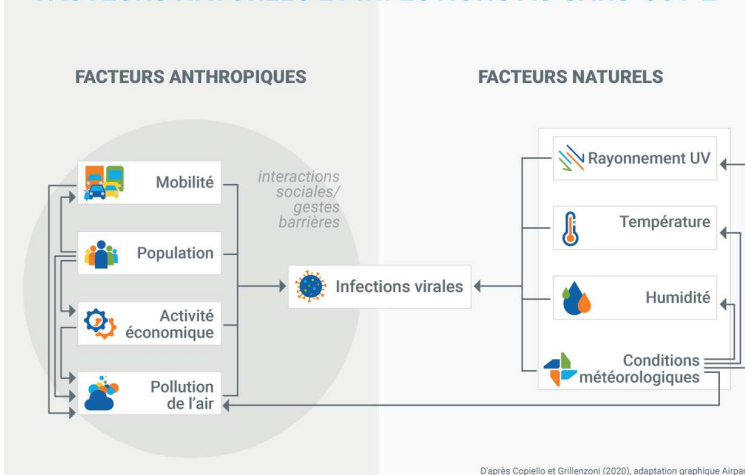 FACTEURS ANTHROPIQUES
FACTEURS NATURELS
Mobilité
interactions
sociales/
gestes
barrières
Population
Activité
économique
Pollution
de l'air
Infections virales
Rayonnement UV
Température
Humidité
Conditions
météorologiques
D'après Copiello et Grillenzoni (2020), adaptation graphique